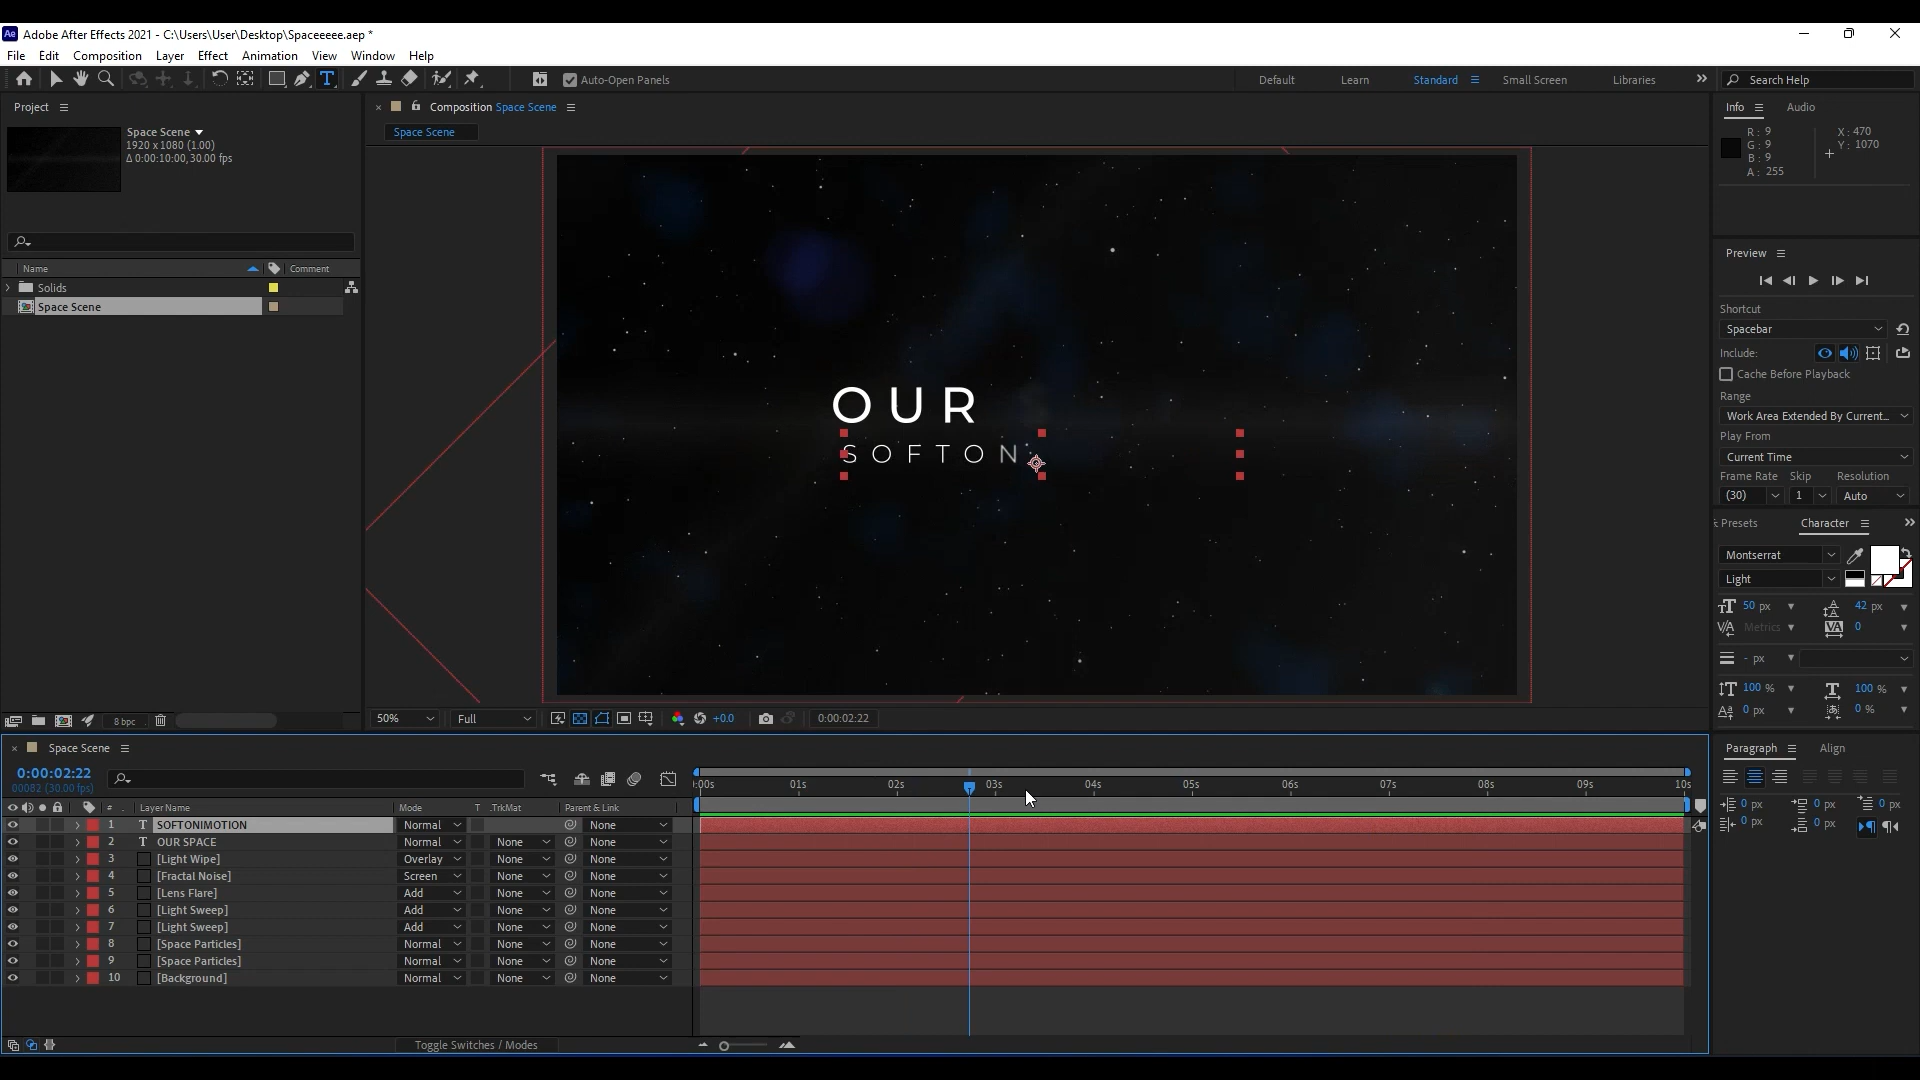 Adobe After Effects 2021 - C:\Users\User\Desktop\Spaceeeee.aep *
File Edit Composition Layer Effect Animation View Window Help
Auto-Open Panels
Default Learn Standard Small Screen Libraries
Search Help
Project
Space Scene
1920 x 1080 (1.00)
Δ 0:00:10:00, 30.00 fps
Name Comment
Solids
Space Scene
8 bpc
Composition Space Scene
Space Scene
OUR
SOFTON
50% Full +0.0 0:00:02:22
Info Audio
R: 9 X: 470
G: 9 Y: 1070
B: 9
A: 255
Preview
Shortcut
Spacebar
Include:
Cache Before Playback
Range
Work Area Extended By Current...
Play From
Current Time
Frame Rate Skip Resolution
(30) 1 Auto
Presets Character
Montserrat
Light
50 px 42 px
Metrics 0
- px
100 % 100 %
0 px 0 %
Paragraph Align
0 px 0 px 0 px
0 px 0 px
Space Scene
0:00:02:22
00082 (30.00 fps)
:00s 01s 02s 03s 04s 05s 06s 07s 08s 09s 10s
# Layer Name Mode T .TrkMat Parent & Link
1 T SOFTONIMOTION Normal None
2 T OUR SPACE Normal None None
3 [Light Wipe] Overlay None None
4 [Fractal Noise] Screen None None
5 [Lens Flare] Add None None
6 [Light Sweep] Add None None
7 [Light Sweep] Add None None
8 [Space Particles] Normal None None
9 [Space Particles] Normal None None
10 [Background] Normal None None
Toggle Switches / Modes